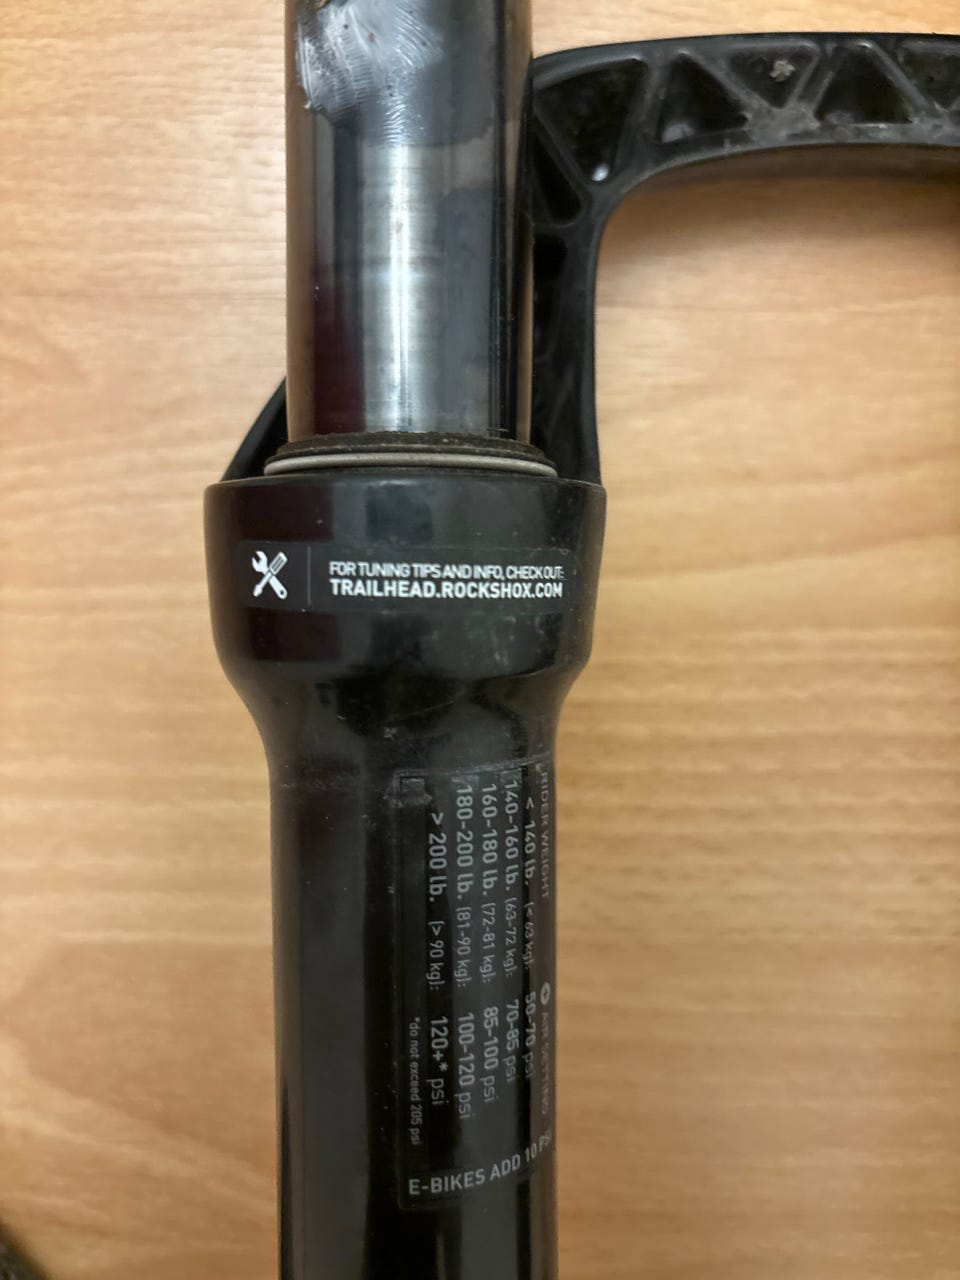 FOR TUNING TIPS AND INFO, CHECK OUT:
TRAILHEAD.ROCKSHOX.COM
RIDER WEIGHT AIR SETTING
< 140 lb. (< 63 kg): 50-70 psi
140-160 lb. (63-72 kg): 70-85 psi
160-180 lb. (72-81 kg): 85-100 psi
180-200 lb. (81-90 kg): 100-120 psi
> 200 lb. (> 90 kg): 120+* psi
*do not exceed 205 psi
E-BIKES ADD 10 PSI